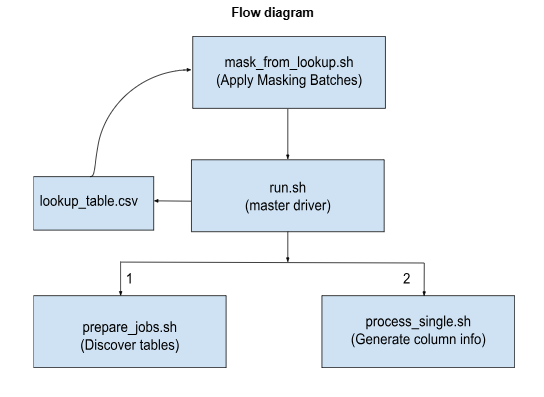 Flow diagram
mask_from_lookup.sh
(Apply Masking Batches)
lookup_table.csv
run.sh
(master driver)
1
2
prepare_jobs.sh
(Discover tables)
process_single.sh
(Generate column info)